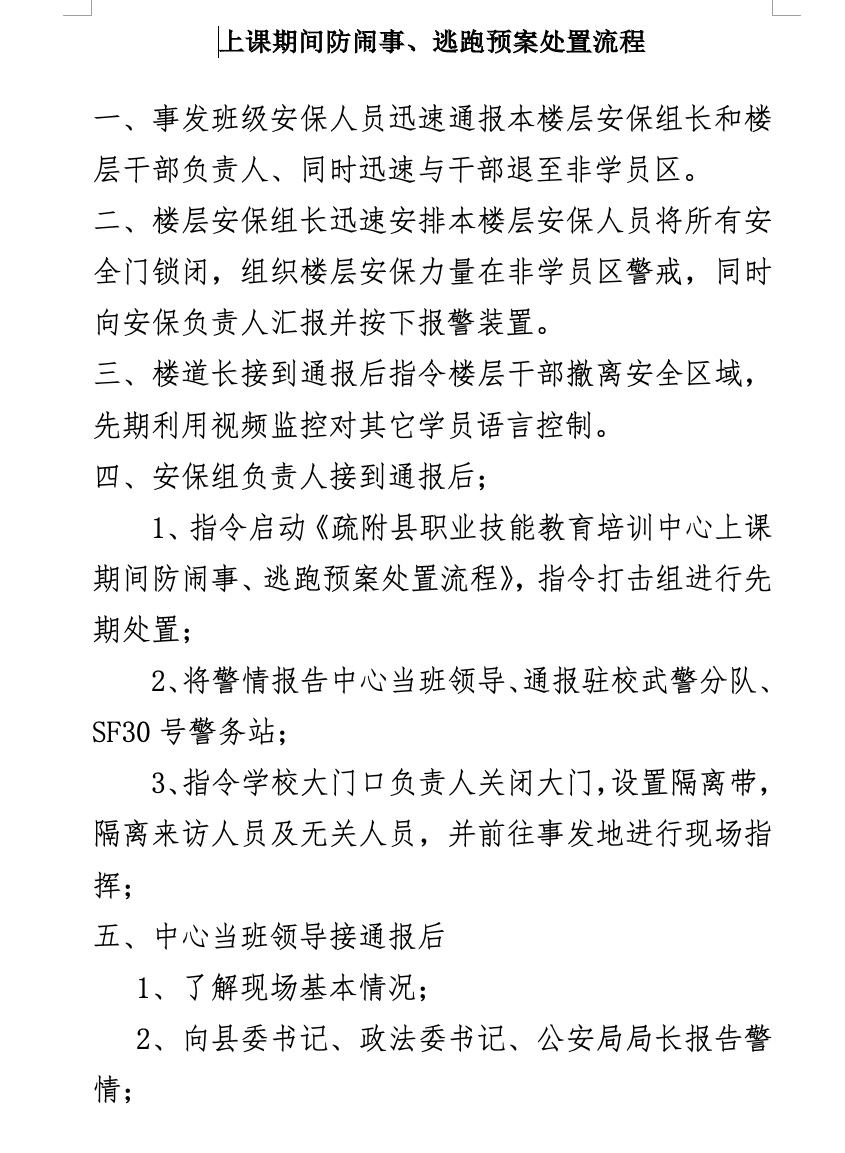 上课期间防闹事、逃跑预案处置流程
一、事发班级安保人员迅速通报本楼层安保组长和楼
层干部负责人、同时迅速与干部退至非学员区。
二、楼层安保组长迅速安排本楼层安保人员将所有安
全门锁闭，组织楼层安保力量在非学员区警戒，同时
向安保负责人汇报并按下报警装置。
三、楼道长接到通报后指令楼层干部撤离安全区域，
先期利用视频监控对其它学员语言控制。
四、安保组负责人接到通报后；
1、指令启动《疏附县职业技能教育培训中心上课
期间防闹事、逃跑预案处置流程》，指令打击组进行先
期处置；
2、将警情报告中心当班领导、通报驻校武警分队、
SF30 号警务站；
3、指令学校大门口负责人关闭大门，设置隔离带，
隔离来访人员及无关人员，并前往事发地进行现场指
挥；
五、中心当班领导接通报后
1、了解现场基本情况；
2、向县委书记、政法委书记、公安局局长报告警
情；